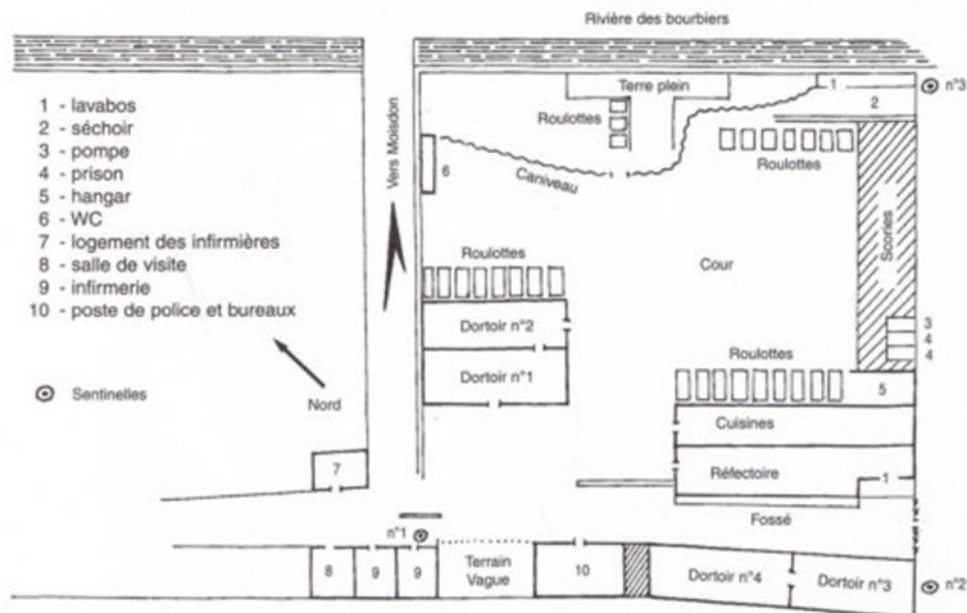 Rivière des bourbiers
1 - lavabos
2 - séchoir
3 - pompe
4 - prison
5 - hangar
6 - WC
7 - logement des infirmières
8 - salle de visite
9 - infirmerie
10 - poste de police et bureaux
Sentinelles
Nord
Vers Moisdon
Terre plein
1
n°3
2
Roulottes
Roulottes
6
Caniveau
Scories
Roulottes
Cour
Dortoir n°2
3
4
4
Dortoir n°1
Roulottes
5
Cuisines
7
Réfectoire
1
Fossé
n°1
8
9
9
Terrain
Vague
10
Dortoir n°4
Dortoir n°3
n°2